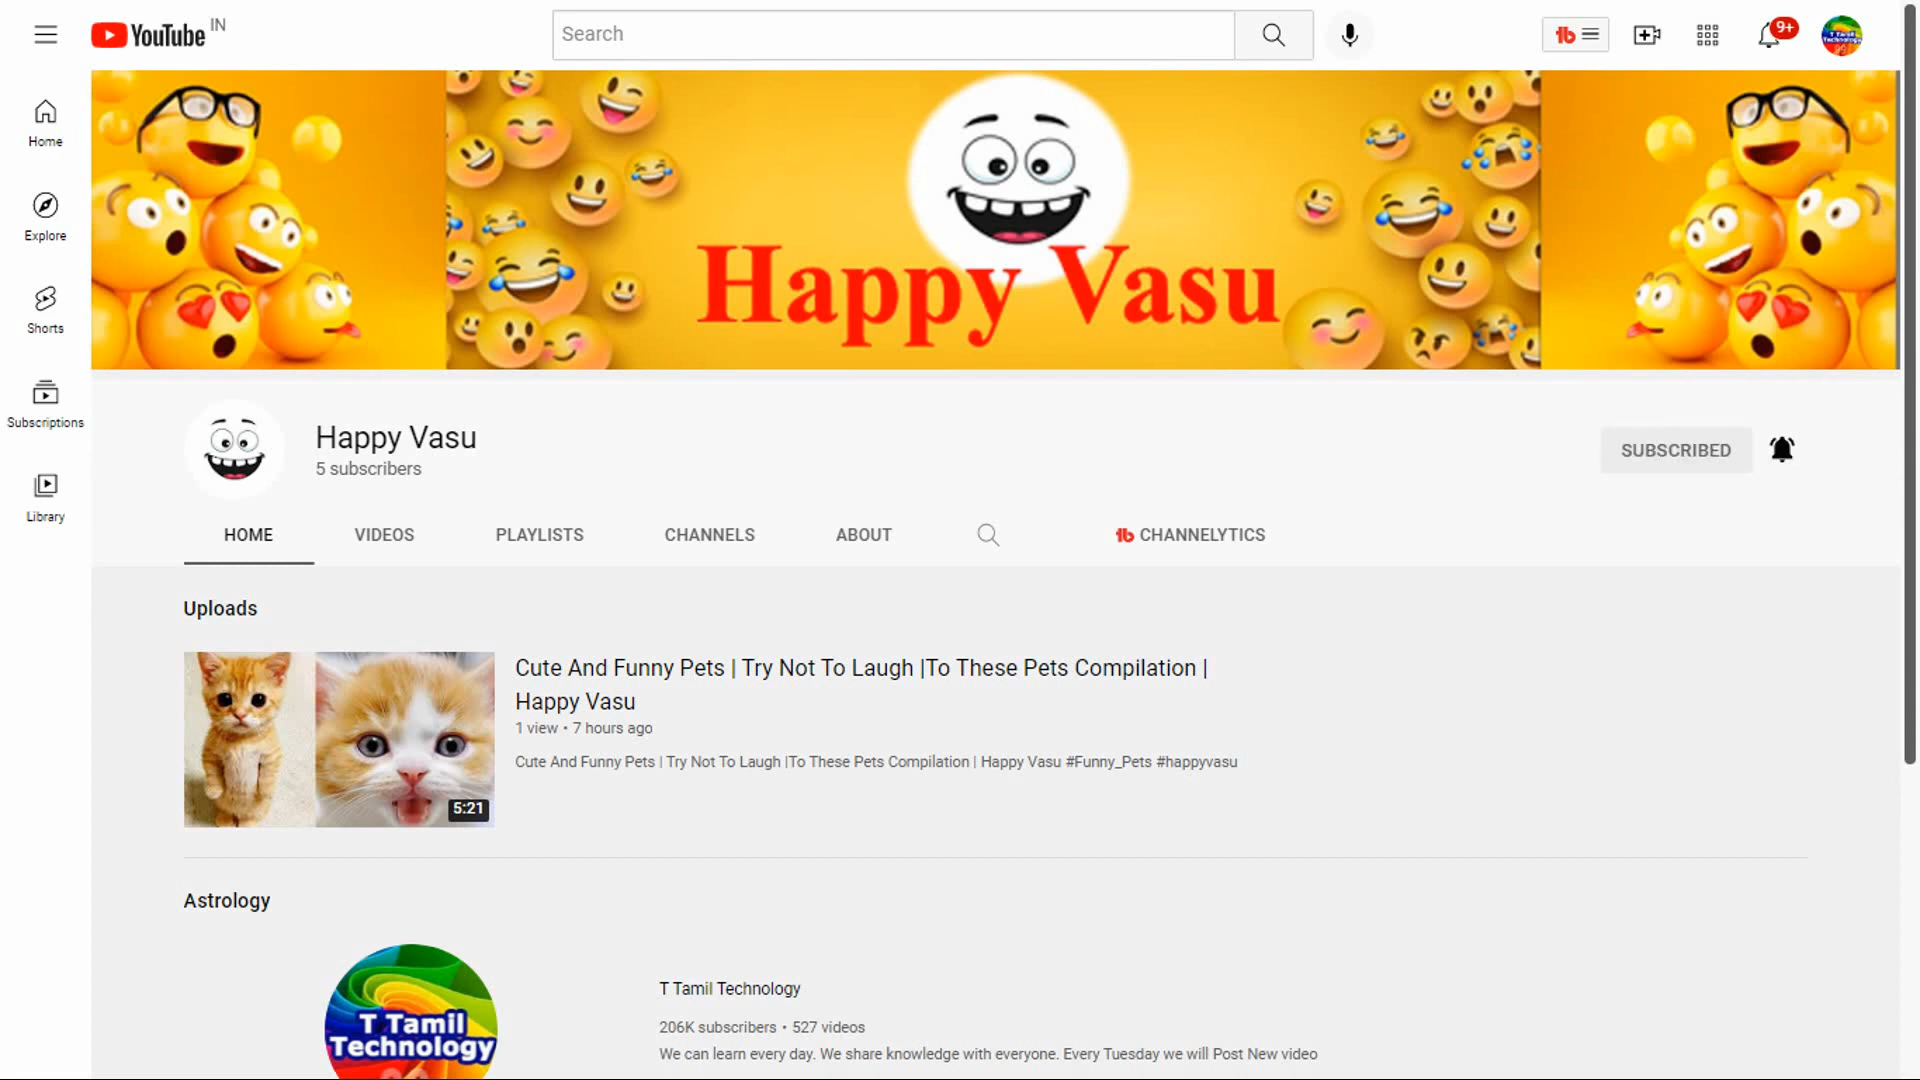 YouTube IN
Search
9+
Home
Explore
Shorts
Subscriptions
Library
Happy Vasu
Happy Vasu
5 subscribers
SUBSCRIBED
HOME VIDEOS PLAYLISTS CHANNELS ABOUT CHANNELYTICS
Uploads
Cute And Funny Pets | Try Not To Laugh |To These Pets Compilation |
Happy Vasu
1 view • 7 hours ago
Cute And Funny Pets | Try Not To Laugh |To These Pets Compilation | Happy Vasu #Funny_Pets #happyvasu
5:21
Astrology
T Tamil
Technology
T Tamil Technology
206K subscribers • 527 videos
We can learn every day. We share knowledge with everyone. Every Tuesday we will Post New video